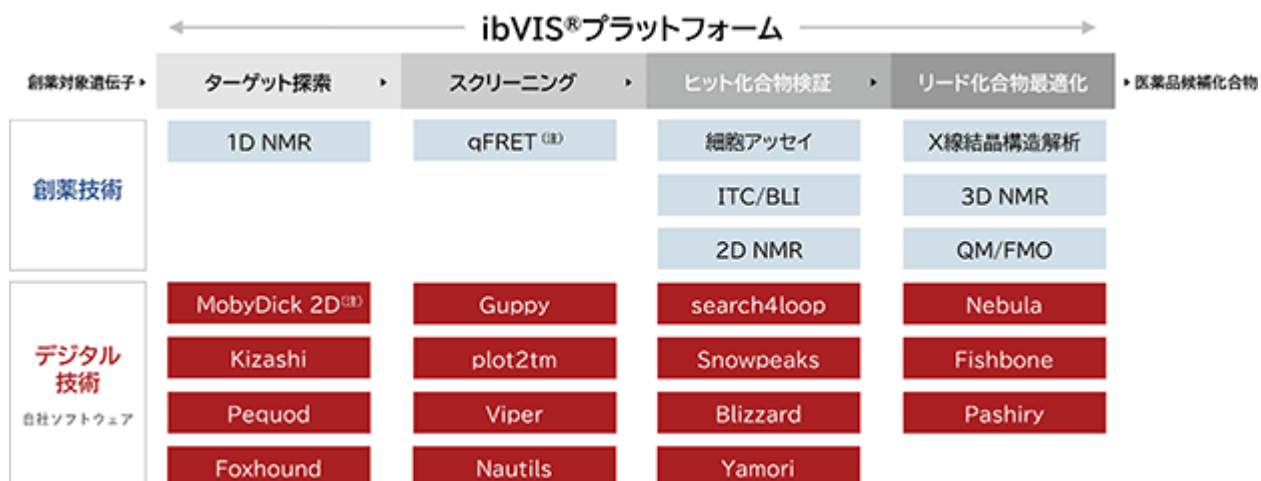 ibVIS®プラットフォーム
創薬対象遺伝子▶ ターゲット探索 ▶ スクリーニング ▶ ヒット化合物検証 ▶ リード化合物最適化 ▶医薬品候補化合物
創薬技術
1D NMR qFRET(注) 細胞アッセイ X線結晶構造解析
ITC/BLI 3D NMR
2D NMR QM/FMO
デジタル
技術
自社ソフトウェア
MobyDick 2D(注) Guppy search4loop Nebula
Kizashi plot2tm Snowpeaks Fishbone
Pequod Viper Blizzard Pashiry
Foxhound Nautils Yamori